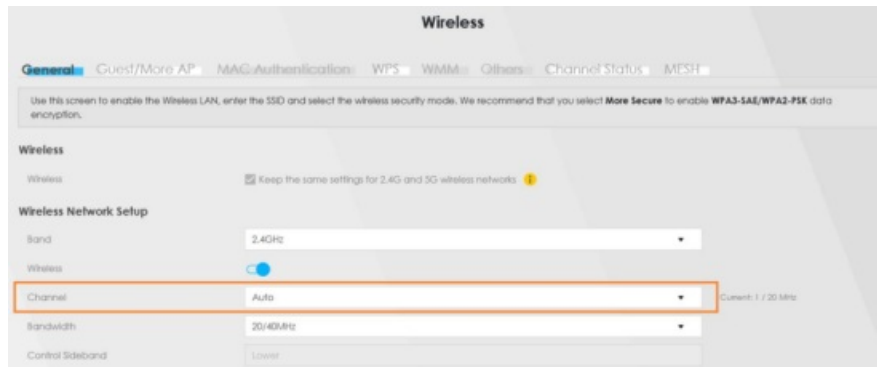 Wireless
General Guest/More AP MAC Authentication WPS WMM Others Channel Status MESH
Use this screen to enable the Wireless LAN, enter the SSID and select the wireless security mode. We recommend that you select More Secure to enable WPA3-SAE/WPA2-PSK data
encryption.
Wireless
Wireless Keep the same settings for 2.4G and 5G wireless networks i
Wireless Network Setup
Band 2.4GHz
Wireless
Channel Auto Current: 1 / 20 MHz
Bandwidth 20/40MHz
Control Sideband Lower